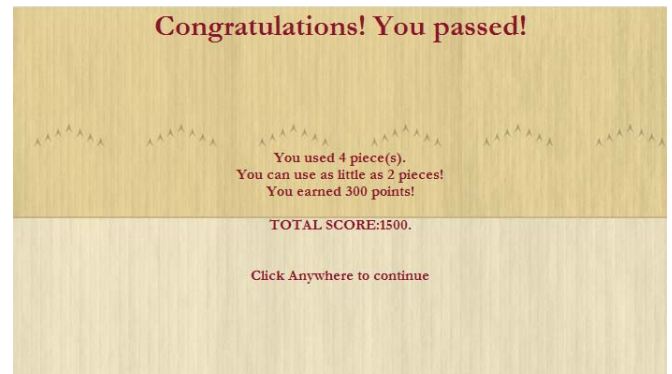 Congratulations! You passed!
You used 4 piece(s).
You can use as little as 2 pieces!
You earned 300 points!
TOTAL SCORE:1500.
Click Anywhere to continue